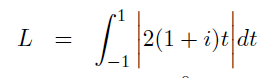 L = ∫_{-1}^{1} |2(1 + i)t| dt